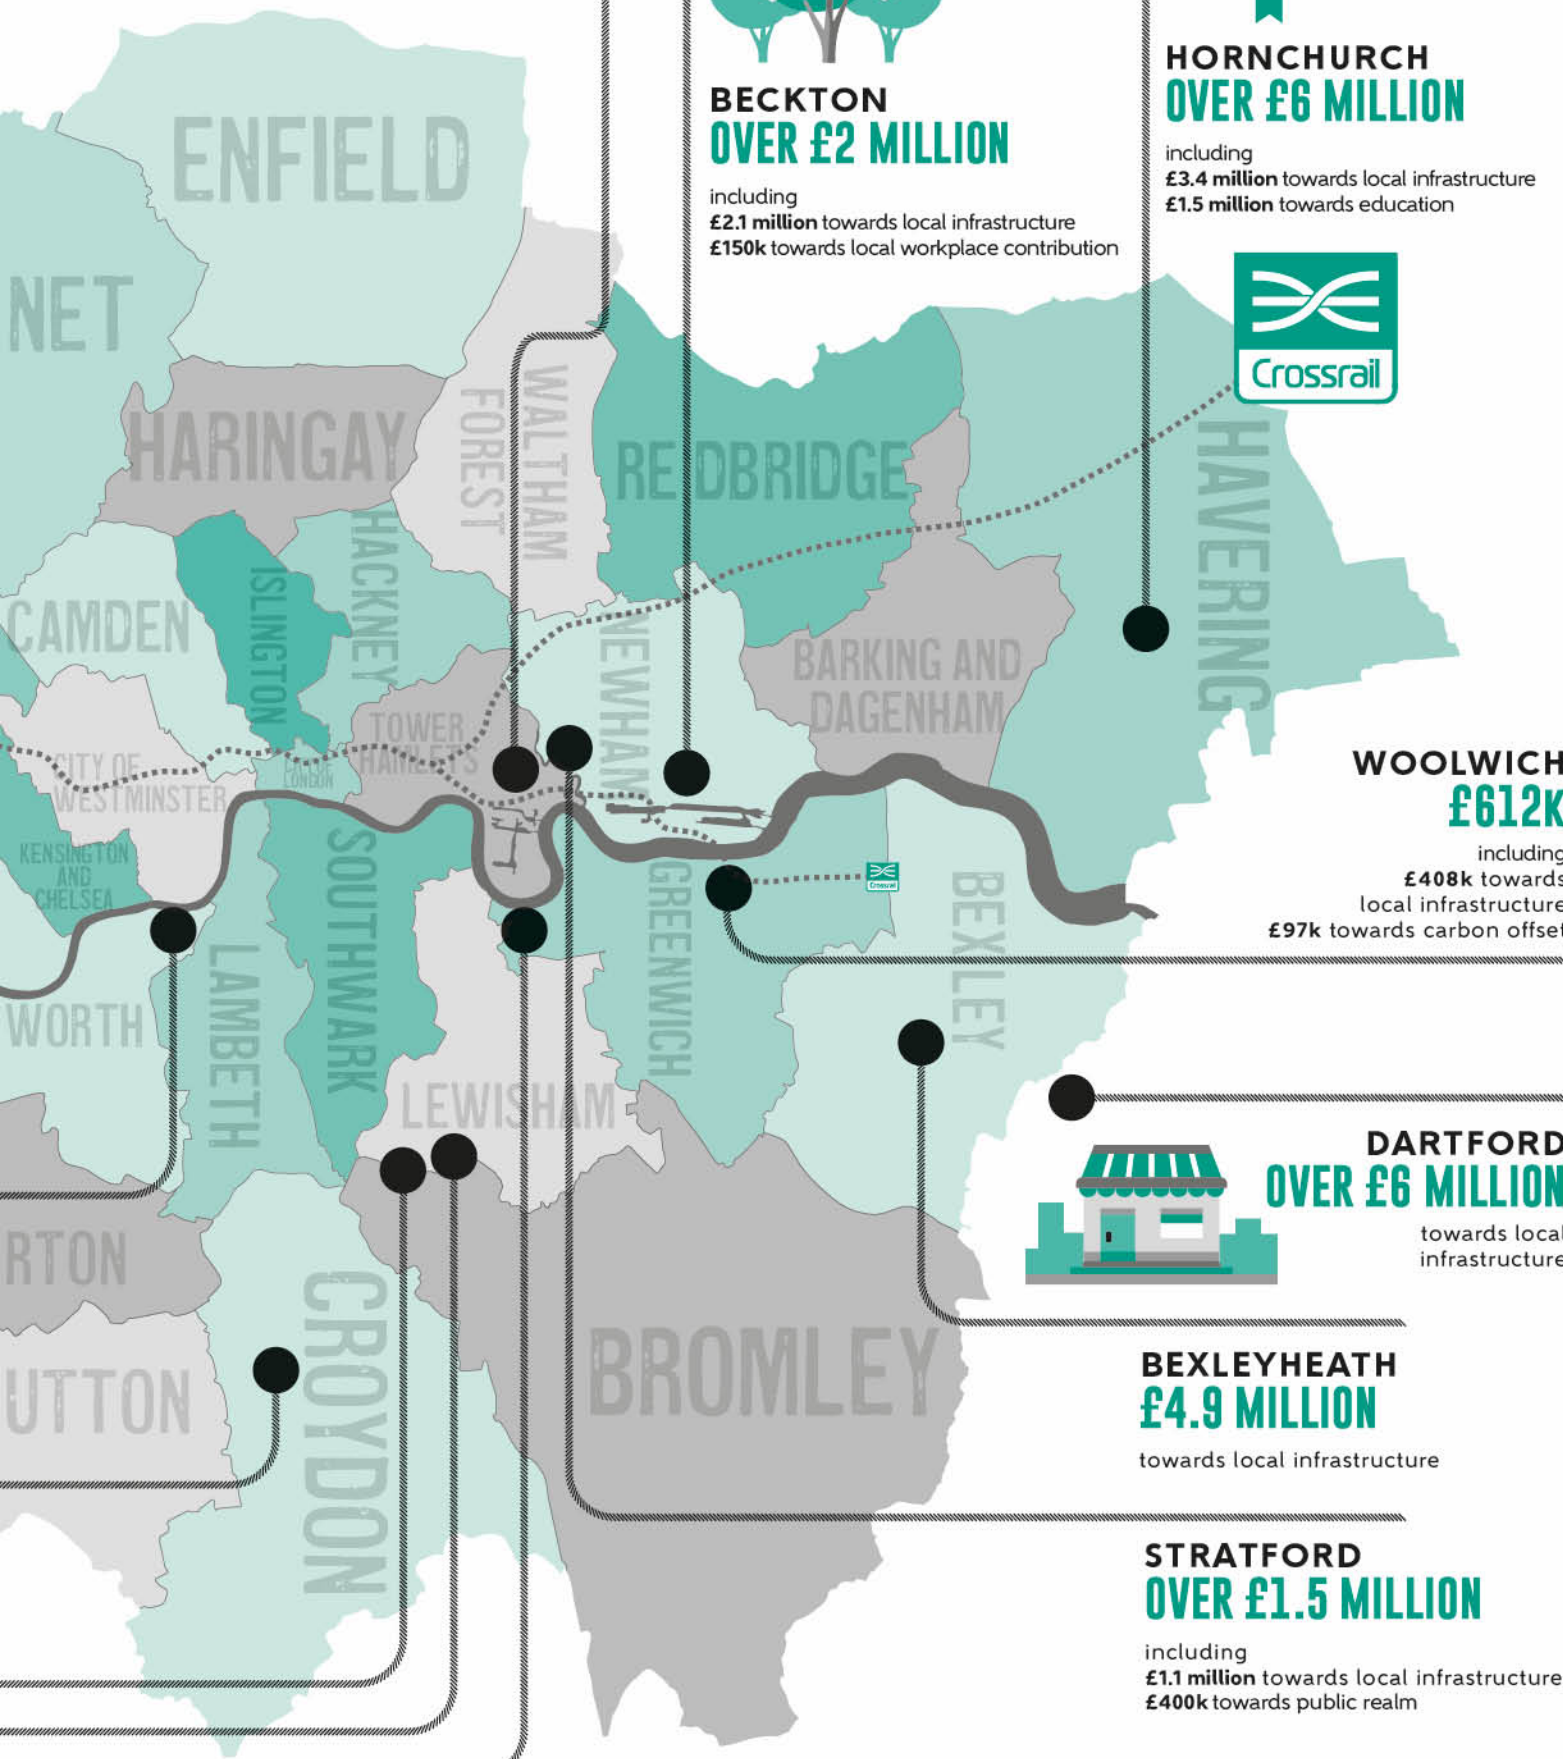 BECKTON
OVER £2 MILLION
including
£2.1 million towards local infrastructure
£150k towards local workplace contribution
HORNCHURCH
OVER £6 MILLION
including
£3.4 million towards local infrastructure
£1.5 million towards education
Crossrail
ENFIELD
NET
HARINGAY
WALTHAM
FOREST
REDBRIDGE
HAVERING
HACKNEY
ISLINGTON
CAMDEN
NEWHAM
BARKING AND
DAGENHAM
TOWER
HAMLETS
CITY OF
WESTMINSTER
LONDON
KENSINGTON
AND
CHELSEA
SOUTHWARK
GREENWICH
Crossrail
BEXLEY
LAMBETH
WORTH
LEWISHAM
RTON
UTTON
CROYDON
BROMLEY
WOOLWICH
£612K
including
£408k towards
local infrastructure
£97k towards carbon offset
DARTFORD
OVER £6 MILLION
towards local
infrastructure
BEXLEYHEATH
£4.9 MILLION
towards local infrastructure
STRATFORD
OVER £1.5 MILLION
including
£1.1 million towards local infrastructure
£400k towards public realm